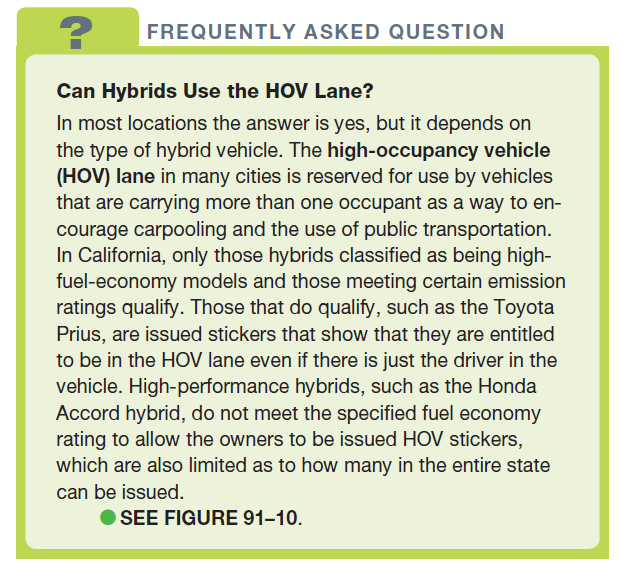 ?
FREQUENTLY ASKED QUESTION
Can Hybrids Use the HOV Lane?
In most locations the answer is yes, but it depends on
the type of hybrid vehicle. The high-occupancy vehicle
(HOV) lane in many cities is reserved for use by vehicles
that are carrying more than one occupant as a way to en-
courage carpooling and the use of public transportation.
In California, only those hybrids classified as being high-
fuel-economy models and those meeting certain emission
ratings qualify. Those that do qualify, such as the Toyota
Prius, are issued stickers that show that they are entitled
to be in the HOV lane even if there is just the driver in the
vehicle. High-performance hybrids, such as the Honda
Accord hybrid, do not meet the specified fuel economy
rating to allow the owners to be issued HOV stickers,
which are also limited as to how many in the entire state
can be issued.
● SEE FIGURE 91–10.